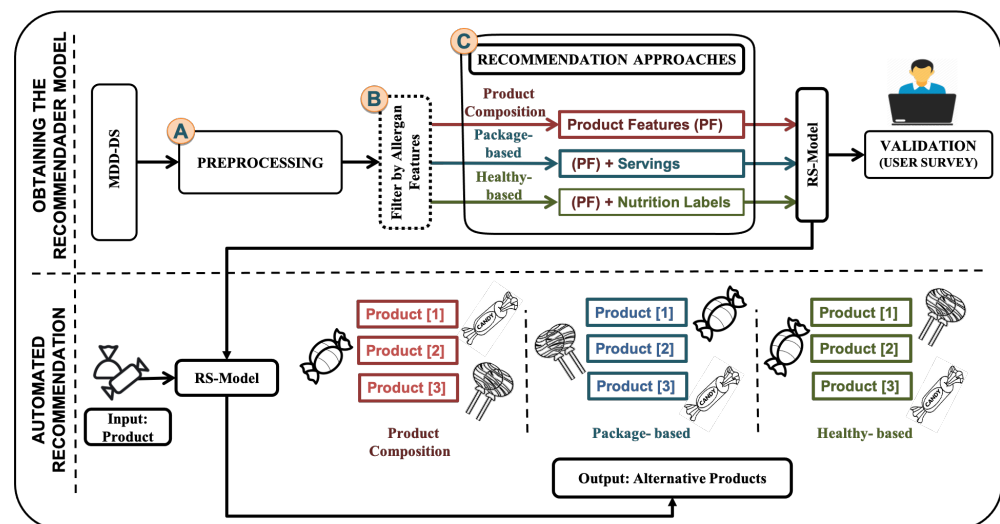 OBTAINING THE
RECOMMENDADER MODEL
MDD-DS
A
PREPROCESSING
B
Filter by Allergan
Features
C
RECOMMENDATION APPROACHES
Product
Composition
Product Features (PF)
Package-
based
(PF) + Servings
Healthy-
based
(PF) + Nutrition Labels
RS-Model
VALIDATION
(USER SURVEY)
AUTOMATED
RECOMMENDATION
Input:
Product
RS-Model
Product [1]
Product [2]
Product [3]
CANDY
Product
Composition
Product [1]
Product [2]
Product [3]
CANDY
Package- based
Product [1]
Product [2]
Product [3]
CANDY
Healthy- based
Output: Alternative Products